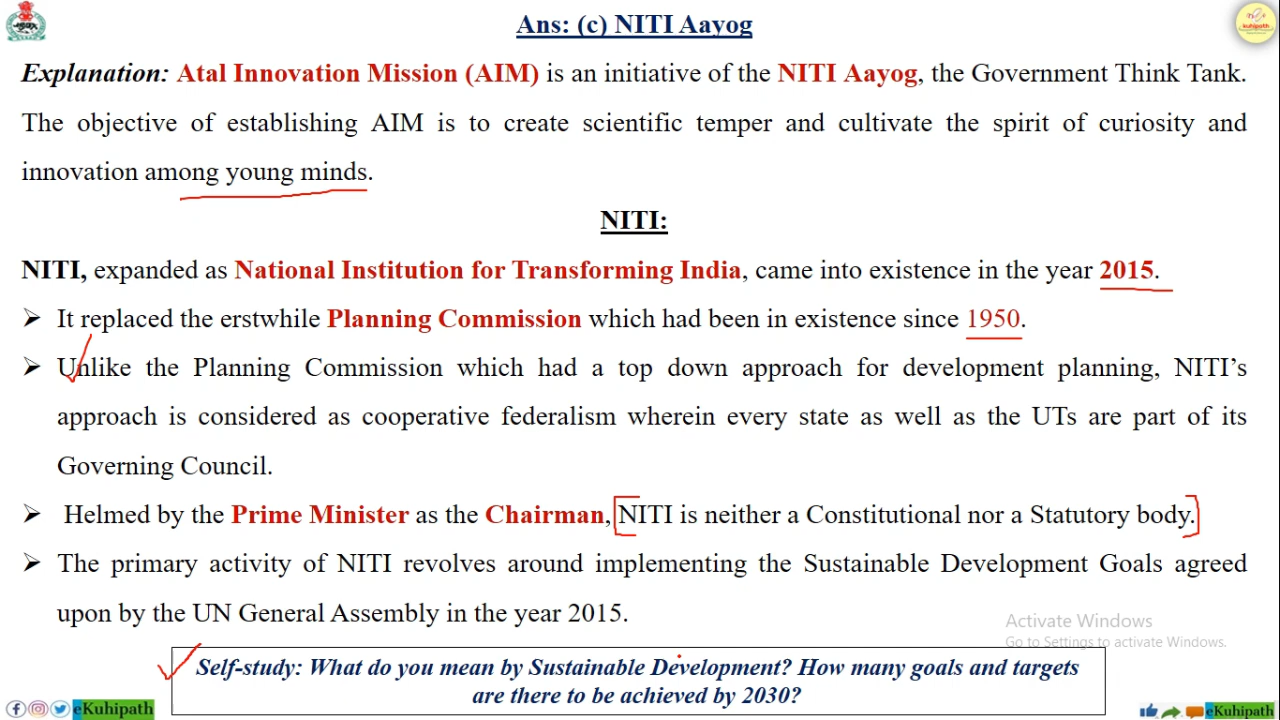 Ans: (c) NITI Aayog
kuhipath
Explanation: Atal Innovation Mission (AIM) is an initiative of the NITI Aayog, the Government Think Tank.
The objective of establishing AIM is to create scientific temper and cultivate the spirit of curiosity and
innovation among young minds.
NITI:
NITI, expanded as National Institution for Transforming India, came into existence in the year 2015.
➢ It replaced the erstwhile Planning Commission which had been in existence since 1950.
➢ Unlike the Planning Commission which had a top down approach for development planning, NITI's
approach is considered as cooperative federalism wherein every state as well as the UTs are part of its
Governing Council.
➢ Helmed by the Prime Minister as the Chairman, NITI is neither a Constitutional nor a Statutory body.
➢ The primary activity of NITI revolves around implementing the Sustainable Development Goals agreed
upon by the UN General Assembly in the year 2015.
Activate Windows
Go to Settings to activate Windows.
Self-study: What do you mean by Sustainable Development? How many goals and targets
are there to be achieved by 2030?
eKuhipath
eKuhipath